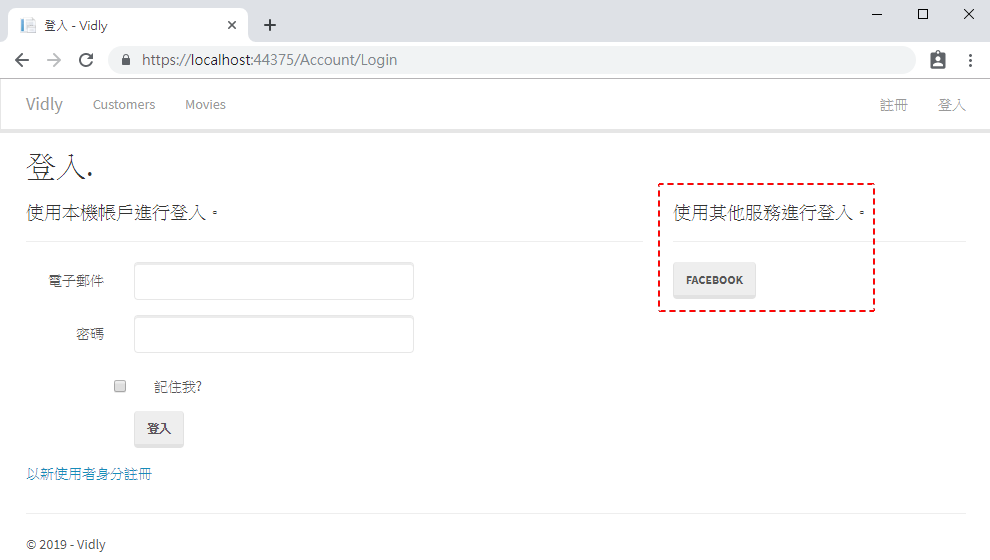 登入 - Vidly
https://localhost:44375/Account/Login
Vidly Customers Movies 註冊 登入
登入.
使用本機帳戶進行登入。
使用其他服務進行登入。
電子郵件
FACEBOOK
密碼
記住我?
登入
以新使用者身分註冊
© 2019 - Vidly